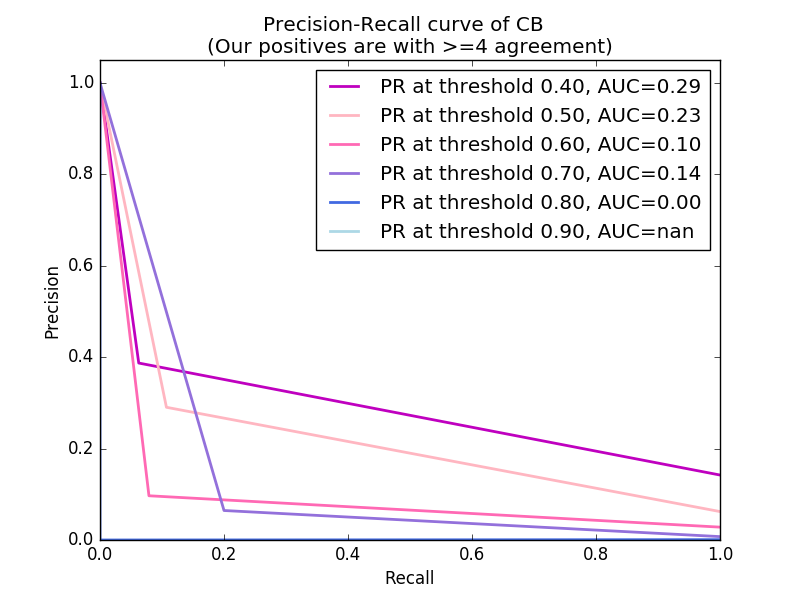 Precision-Recall curve of CB
(Our positives are with >=4 agreement)
PR at threshold 0.40, AUC=0.29
PR at threshold 0.50, AUC=0.23
PR at threshold 0.60, AUC=0.10
PR at threshold 0.70, AUC=0.14
PR at threshold 0.80, AUC=0.00
PR at threshold 0.90, AUC=nan
Precision
1.0
0.8
0.6
0.4
0.2
0.0
0.0 0.2 0.4 0.6 0.8 1.0
Recall